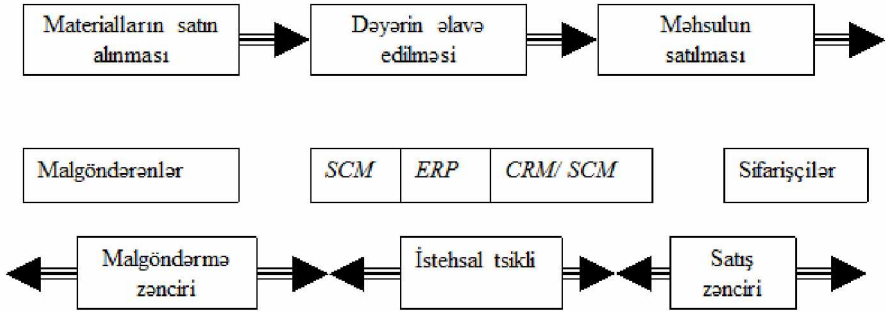 Materialların satın
alınması
Dəyərin əlavə
edilməsi
Məhsulun
satılması
Malgöndərənlər
SCM
ERP
CRM/ SCM
Sifarişçilər
Malgöndərmə
zənciri
İstehsal tsikli
Satış
zənciri